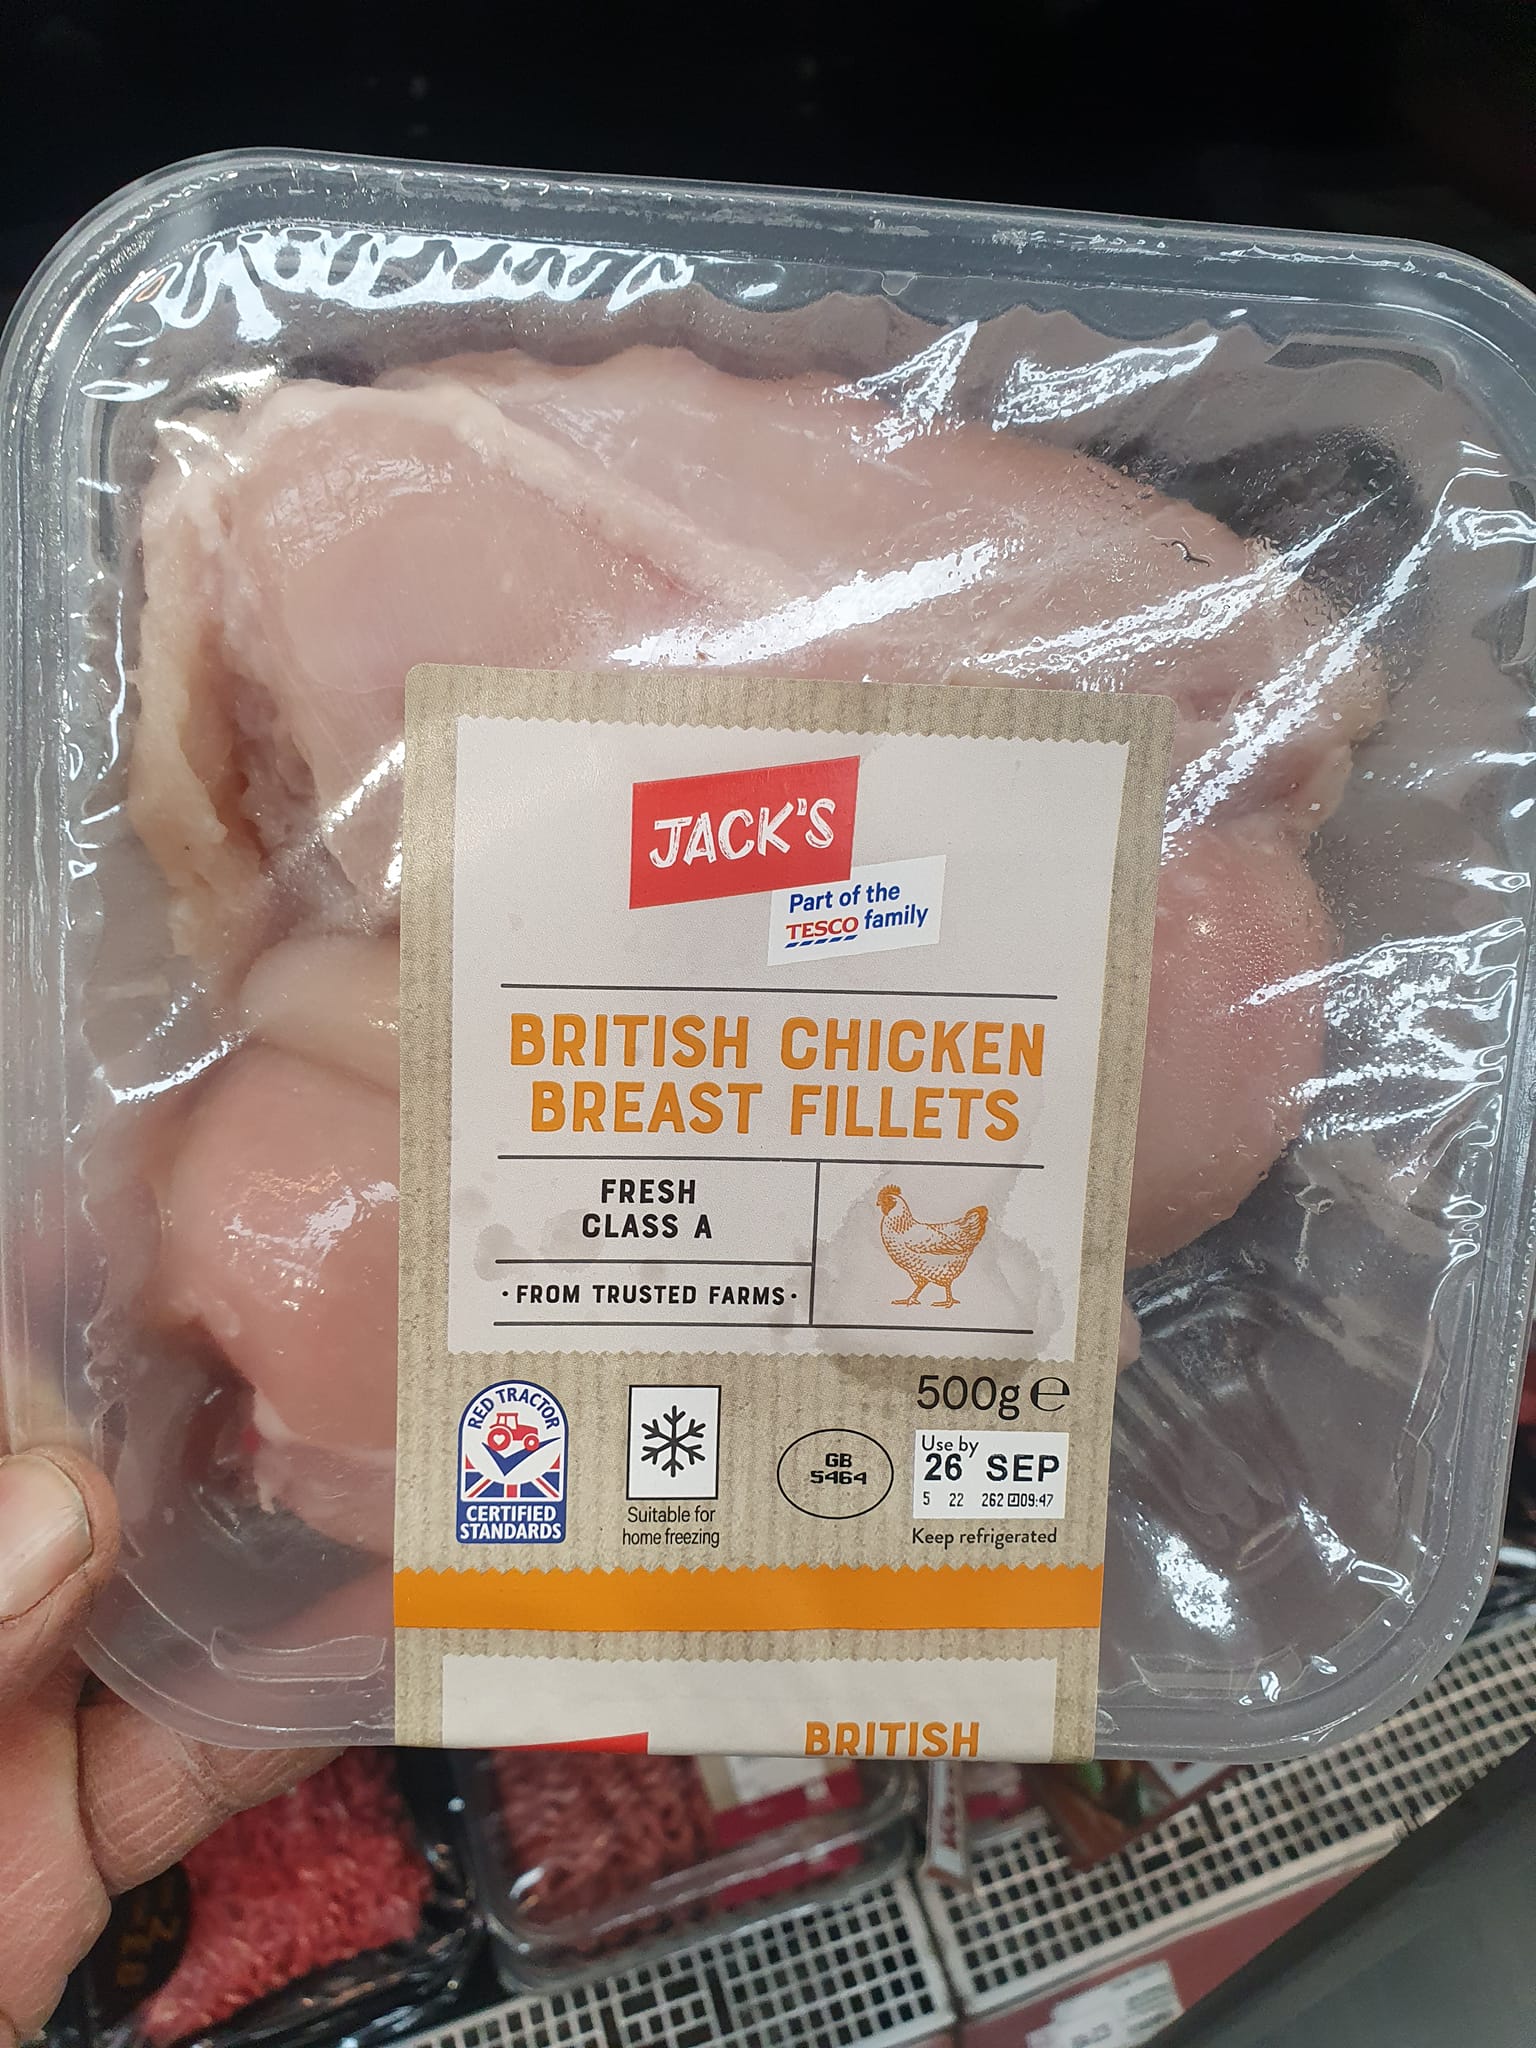 JACK'S
Part of the
TESCO family
BRITISH CHICKEN
BREAST FILLETS
FRESH
CLASS A
· FROM TRUSTED FARMS ·
RED TRACTOR
CERTIFIED
STANDARDS
Suitable for
home freezing
GB
5464
500g ℮
Use by
26 SEP
5 22 262 09:47
Keep refrigerated
BRITISH